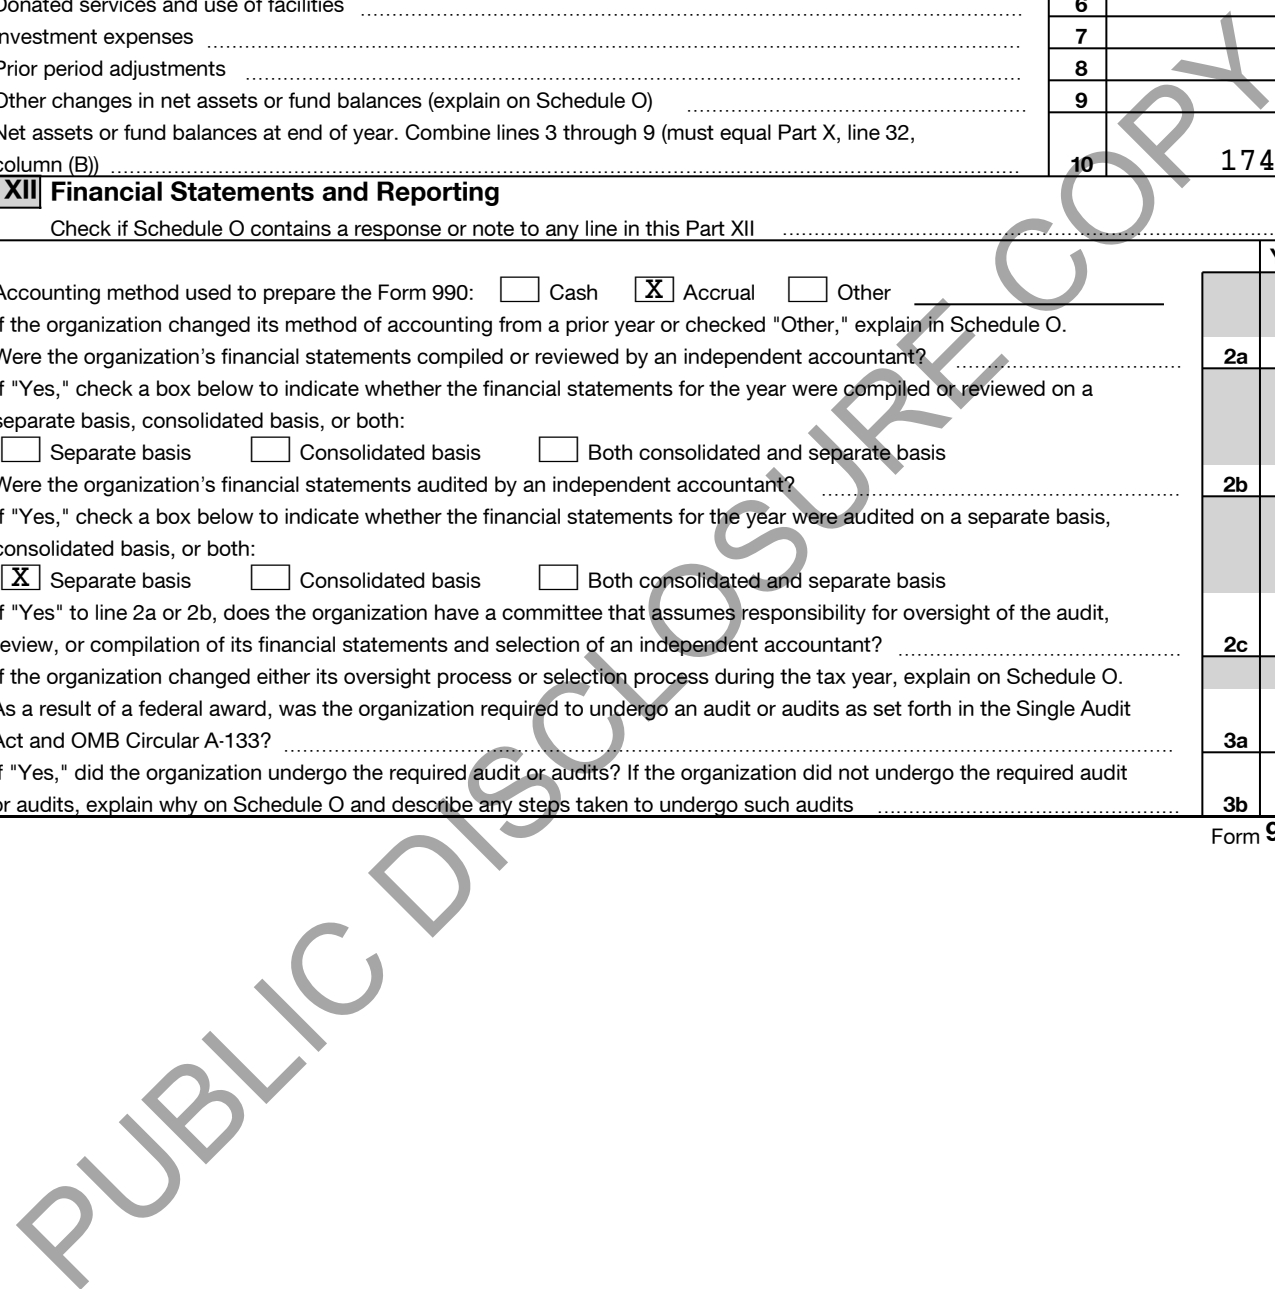 Donated services and use of facilities 6
nvestment expenses 7
Prior period adjustments 8
Other changes in net assets or fund balances (explain on Schedule O) 9
Net assets or fund balances at end of year. Combine lines 3 through 9 (must equal Part X, line 32,
column (B)) 10 174
XII Financial Statements and Reporting
Check if Schedule O contains a response or note to any line in this Part XII
Accounting method used to prepare the Form 990: Cash X Accrual Other
f the organization changed its method of accounting from a prior year or checked "Other," explain in Schedule O.
Were the organization's financial statements compiled or reviewed by an independent accountant? 2a
f "Yes," check a box below to indicate whether the financial statements for the year were compiled or reviewed on a
separate basis, consolidated basis, or both:
Separate basis Consolidated basis Both consolidated and separate basis
Were the organization's financial statements audited by an independent accountant? 2b
f "Yes," check a box below to indicate whether the financial statements for the year were audited on a separate basis,
consolidated basis, or both:
X Separate basis Consolidated basis Both consolidated and separate basis
f "Yes" to line 2a or 2b, does the organization have a committee that assumes responsibility for oversight of the audit,
review, or compilation of its financial statements and selection of an independent accountant? 2c
f the organization changed either its oversight process or selection process during the tax year, explain on Schedule O.
As a result of a federal award, was the organization required to undergo an audit or audits as set forth in the Single Audit
Act and OMB Circular A-133? 3a
f "Yes," did the organization undergo the required audit or audits? If the organization did not undergo the required audit
or audits, explain why on Schedule O and describe any steps taken to undergo such audits 3b
Form 9
PUBLIC DISCLOSURE COPY